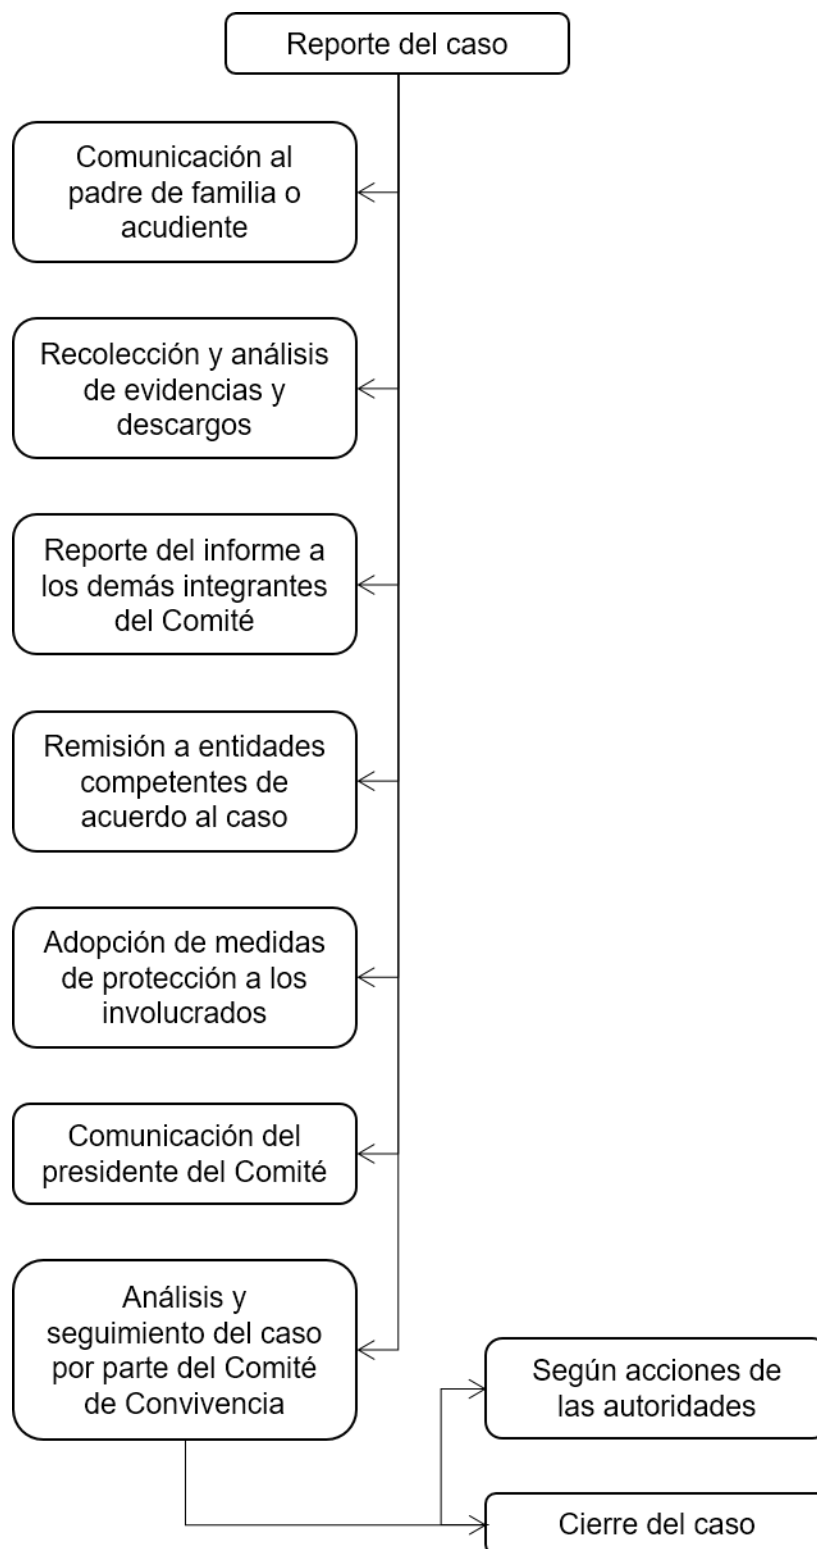 Reporte del caso
Comunicación al
padre de familia o
acudiente
Recolección y análisis
de evidencias y
descargos
Reporte del informe a
los demás integrantes
del Comité
Remisión a entidades
competentes de
acuerdo al caso
Adopción de medidas
de protección a los
involucrados
Comunicación del
presidente del Comité
Análisis y
seguimiento del caso
por parte del Comité
de Convivencia
Según acciones de
las autoridades
Cierre del caso